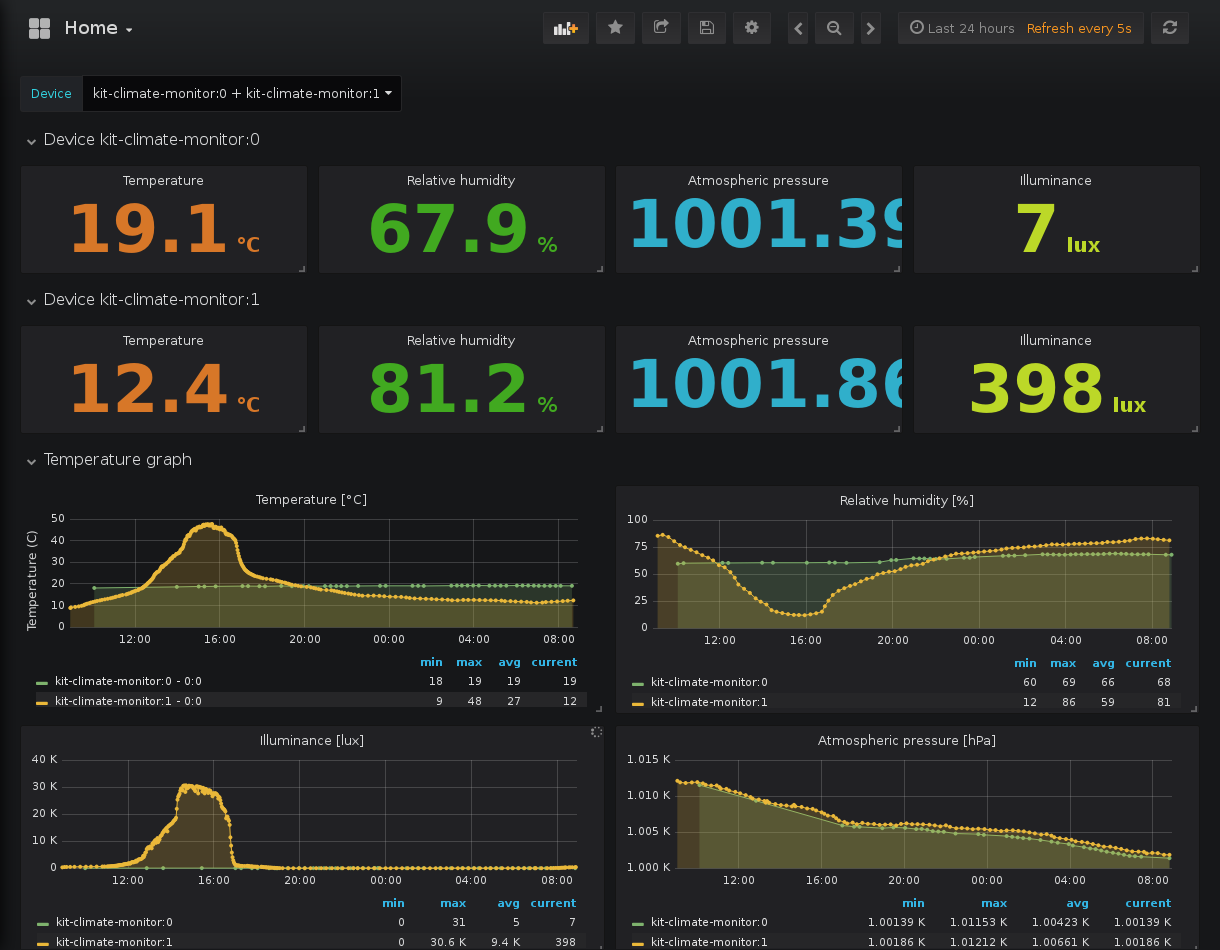 Home
Last 24 hours Refresh every 5s
Device kit-climate-monitor:0 + kit-climate-monitor:1
Device kit-climate-monitor:0
Temperature Relative humidity Atmospheric pressure Illuminance
19.1 °C 67.9 % 1001.39 7 lux
Device kit-climate-monitor:1
Temperature Relative humidity Atmospheric pressure Illuminance
12.4 °C 81.2 % 1001.86 398 lux
Temperature graph
Temperature [°C]
Temperature (C)
50
40
30
20
10
0
12:00 16:00 20:00 00:00 04:00 08:00
min max avg current
kit-climate-monitor:0 - 0:0 18 19 19 19
kit-climate-monitor:1 - 0:0 9 48 27 12
Relative humidity [%]
100
75
50
25
0
12:00 16:00 20:00 00:00 04:00 08:00
min max avg current
kit-climate-monitor:0 60 69 66 68
kit-climate-monitor:1 12 86 59 81
Illuminance [lux]
40 K
30 K
20 K
10 K
0
12:00 16:00 20:00 00:00 04:00 08:00
min max avg current
kit-climate-monitor:0 0 31 5 7
kit-climate-monitor:1 0 30.6 K 9.4 K 398
Atmospheric pressure [hPa]
1.015 K
1.010 K
1.005 K
1.000 K
12:00 16:00 20:00 00:00 04:00 08:00
min max avg current
kit-climate-monitor:0 1.00139 K 1.01153 K 1.00423 K 1.00139 K
kit-climate-monitor:1 1.00186 K 1.01212 K 1.00661 K 1.00186 K